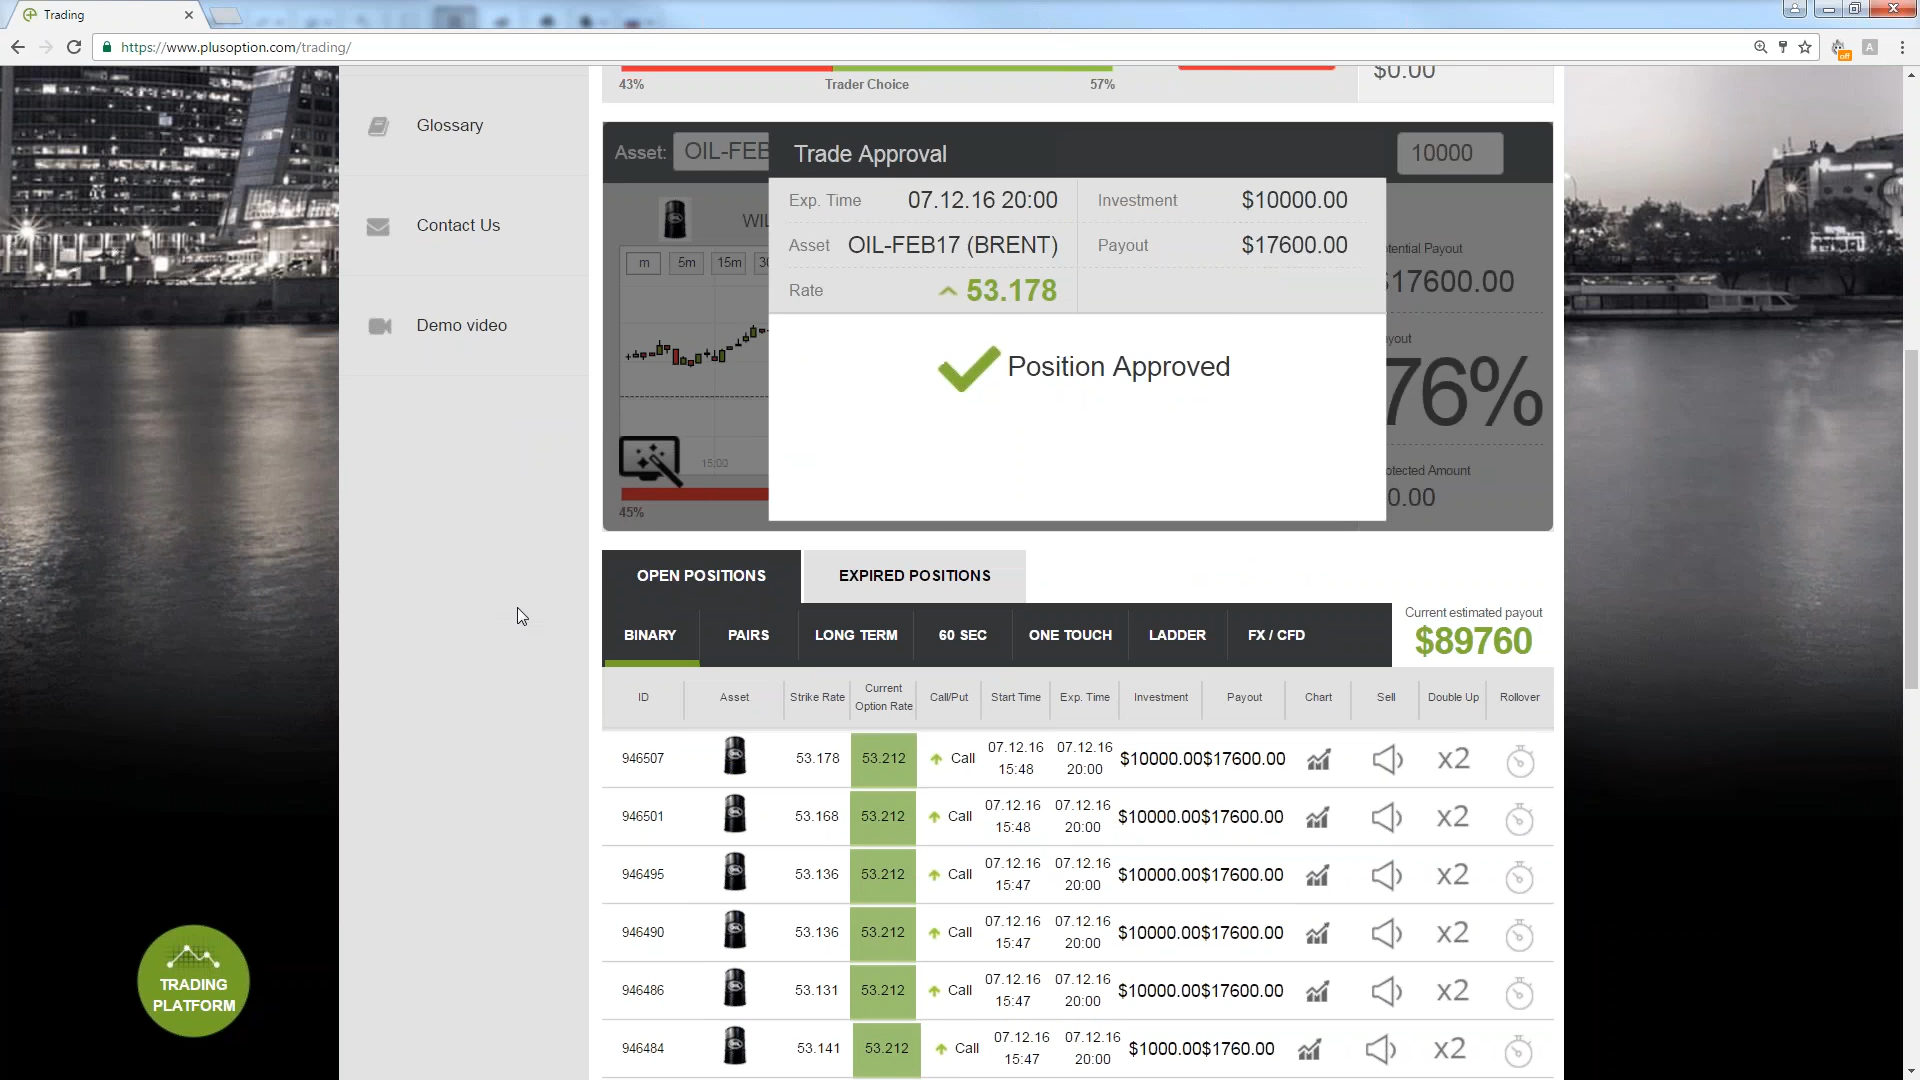 Trading
https://www.plusoption.com/trading/
off
A
43%
Trader Choice
57%
$0.00
Glossary
Contact Us
Demo video
Asset:
OIL-FEB
Trade Approval
10000
Exp. Time 07.12.16 20:00
Investment $10000.00
Asset OIL-FEB17 (BRENT)
Payout $17600.00
Rate 53.178
Position Approved
WIL
m 5m 15m 30
15:00
45%
otential Payout
$17600.00
yout
76%
otected Amount
0.00
OPEN POSITIONS
EXPIRED POSITIONS
BINARY PAIRS LONG TERM 60 SEC ONE TOUCH LADDER FX / CFD
Current estimated payout
$89760
ID Asset Strike Rate Current Option Rate Call/Put Start Time Exp. Time Investment Payout Chart Sell Double Up Rollover
946507 53.178 53.212 Call 07.12.16 15:48 07.12.16 20:00 $10000.00 $17600.00 x2
946501 53.168 53.212 Call 07.12.16 15:48 07.12.16 20:00 $10000.00 $17600.00 x2
946495 53.136 53.212 Call 07.12.16 15:47 07.12.16 20:00 $10000.00 $17600.00 x2
946490 53.136 53.212 Call 07.12.16 15:47 07.12.16 20:00 $10000.00 $17600.00 x2
946486 53.131 53.212 Call 07.12.16 15:47 07.12.16 20:00 $10000.00 $17600.00 x2
946484 53.141 53.212 Call 07.12.16 15:47 07.12.16 20:00 $1000.00 $1760.00 x2
TRADING
PLATFORM